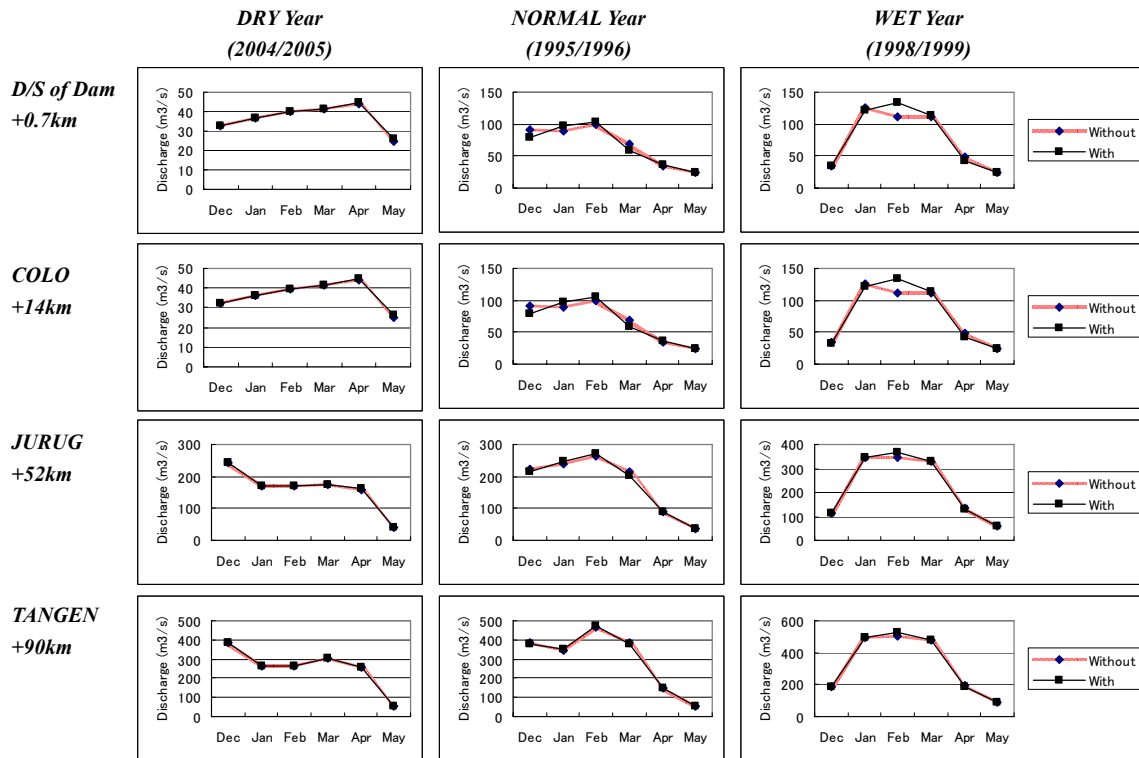 DRY Year
(2004/2005)
NORMAL Year
(1995/1996)
WET Year
(1998/1999)
D/S of Dam
+0.7km
Discharge (m3/s)
50
40
30
20
10
0
Dec Jan Feb Mar Apr May
Discharge (m3/s)
150
100
50
0
Dec Jan Feb Mar Apr May
Discharge (m3/s)
150
100
50
0
Dec Jan Feb Mar Apr May
Without
With
COLO
+14km
Discharge (m3/s)
50
40
30
20
10
0
Dec Jan Feb Mar Apr May
Discharge (m3/s)
150
100
50
0
Dec Jan Feb Mar Apr May
Discharge (m3/s)
150
100
50
0
Dec Jan Feb Mar Apr May
Without
With
JURUG
+52km
Discharge (m3/s)
300
200
100
0
Dec Jan Feb Mar Apr May
Discharge (m3/s)
300
200
100
0
Dec Jan Feb Mar Apr May
Discharge (m3/s)
400
300
200
100
0
Dec Jan Feb Mar Apr May
Without
With
TANGEN
+90km
Discharge (m3/s)
500
400
300
200
100
0
Dec Jan Feb Mar Apr May
Discharge (m3/s)
500
400
300
200
100
0
Dec Jan Feb Mar Apr May
Discharge (m3/s)
600
400
200
0
Dec Jan Feb Mar Apr May
Without
With